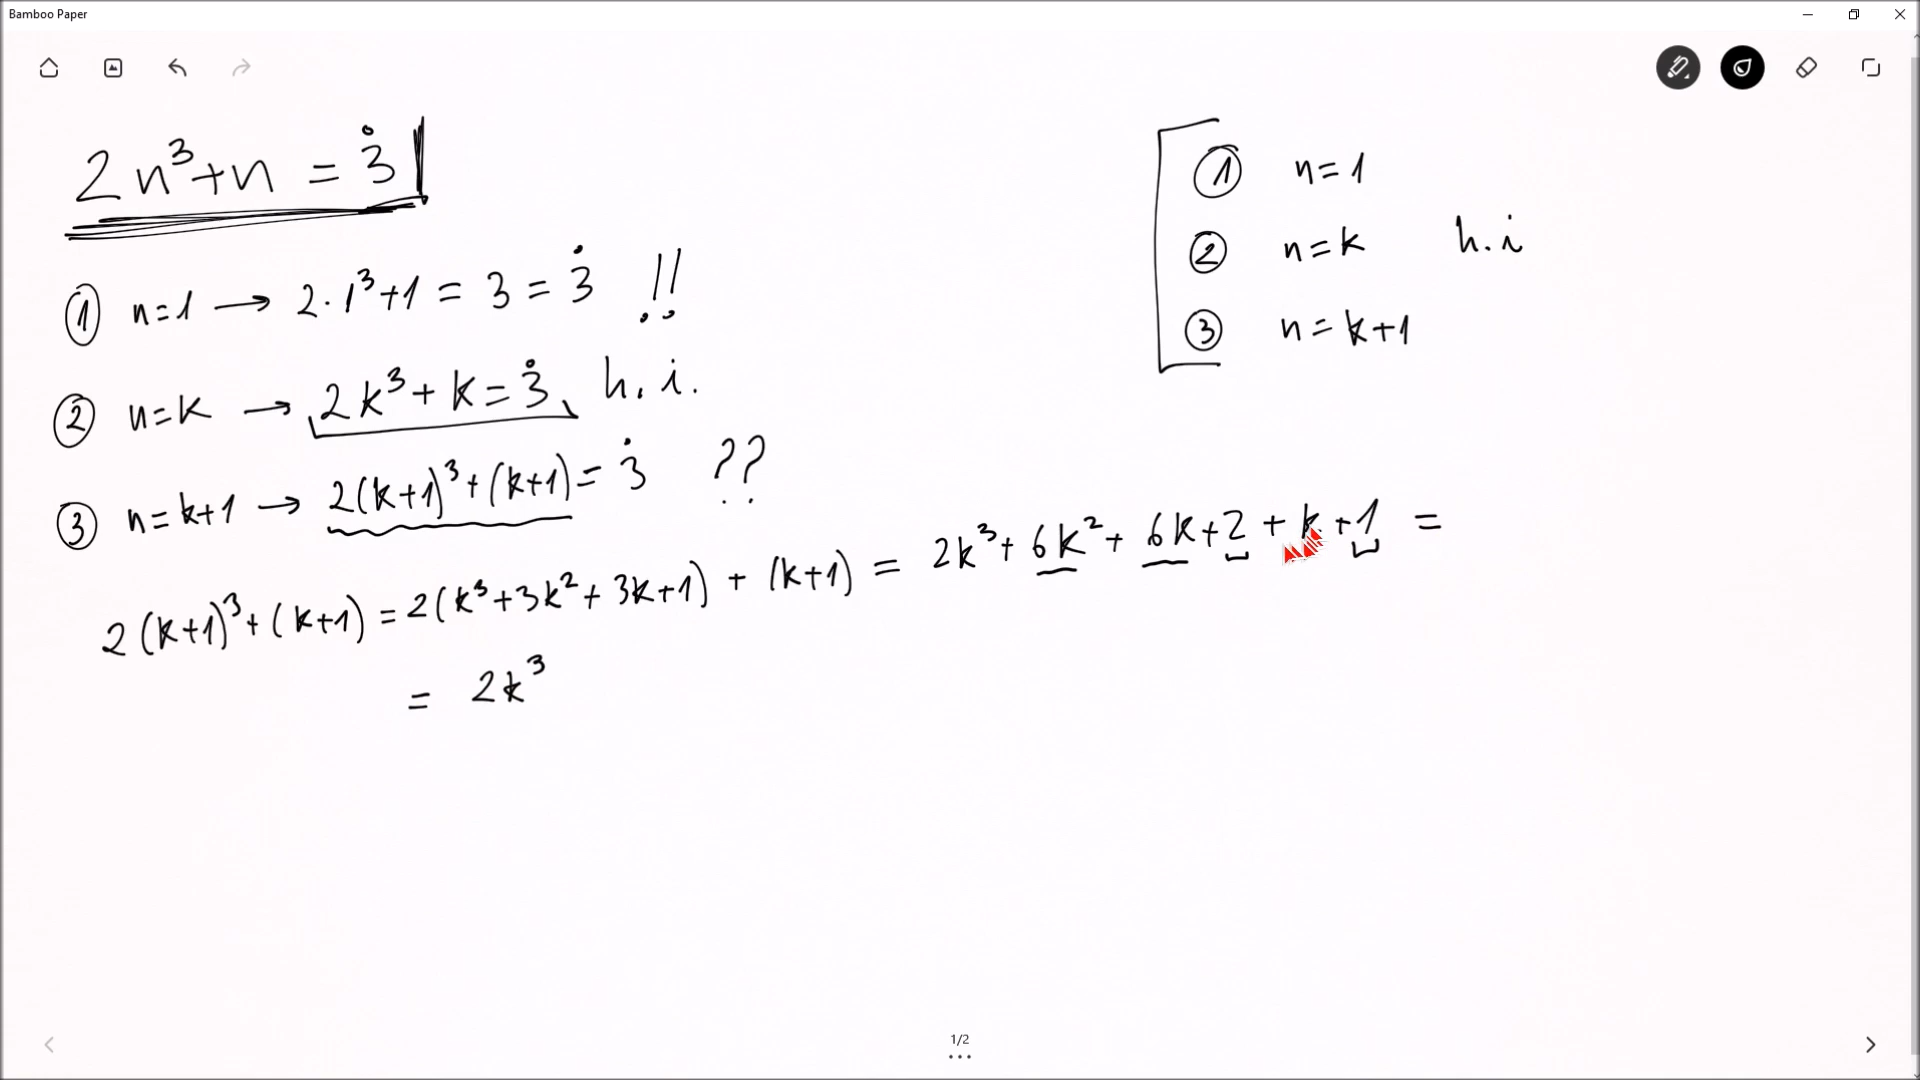 Bamboo Paper
2n³+n = 3̇
① n=1
② n=k h.i
③ n=k+1
① n=1 → 2·1³+1 = 3 = 3̇ !!
② n=k → 2k³+k=3̇ h.i.
③ n=k+1 → 2(k+1)³+(k+1)= 3̇ ??
2(k+1)³+(k+1) = 2(k³+3k²+3k+1) + (k+1) = 2k³+6k²+6k+2+k+1 =
= 2k³
1/2